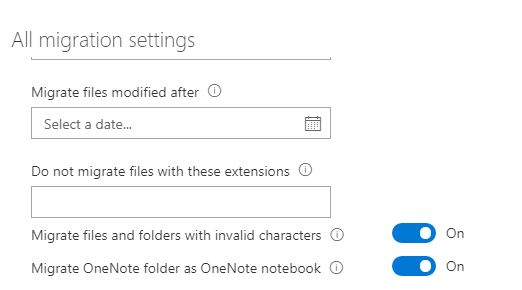 All migration settings
Migrate files modified after
Select a date...
Do not migrate files with these extensions
Migrate files and folders with invalid characters On
Migrate OneNote folder as OneNote notebook On